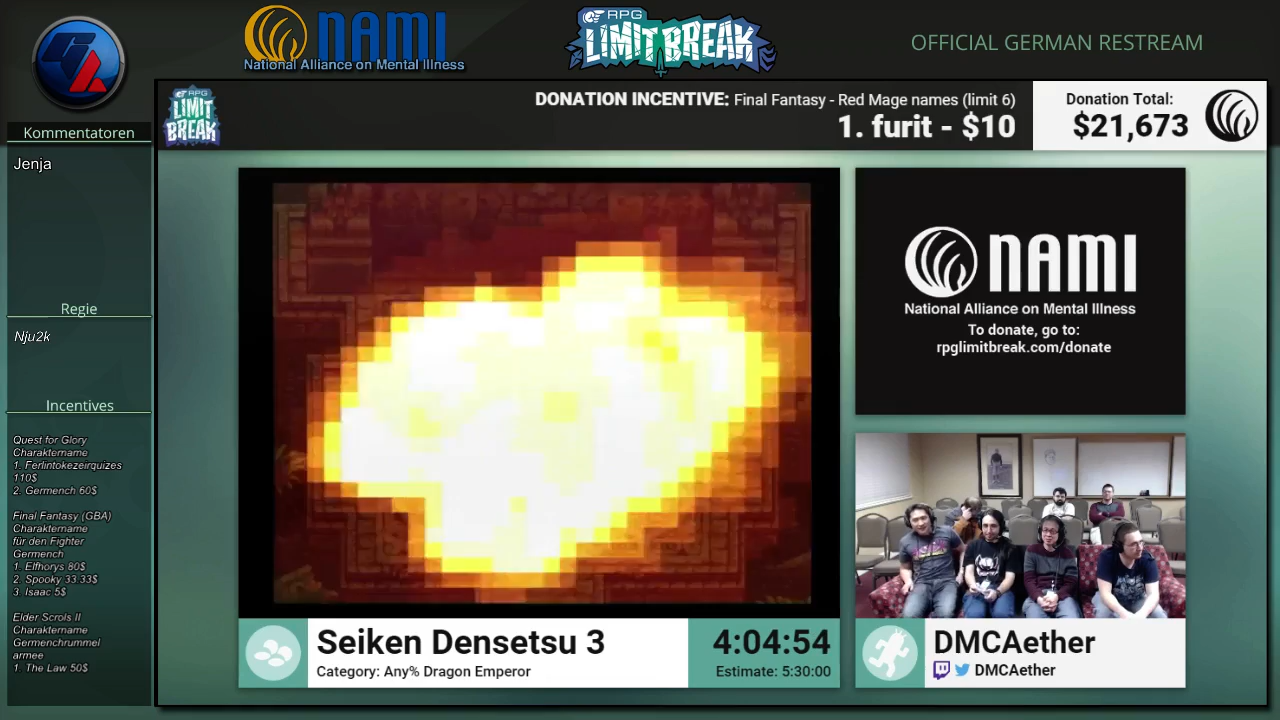 NAMI
National Alliance on Mental Illness
RPG
LIMIT BREAK
OFFICIAL GERMAN RESTREAM
Kommentatoren
Jenja
Regie
Nju2k
Incentives
Quest for Glory
Charaktername
1. Ferlintokezeirquizes
110$
2. Germench 60$
Final Fantasy (GBA)
Charaktername
für den Fighter
Germench
1. Elfhorys 80$
2. Spooky 33.33$
3. Isaac 5$
Elder Scrols II
Charaktername
Germenchrummel
armee
1. The Law 50$
RPG
LIMIT
BREAK
DONATION INCENTIVE: Final Fantasy - Red Mage names (limit 6)
1. furit - $10
Donation Total:
$21,673
NAMI
National Alliance on Mental Illness
To donate, go to:
rpglimitbreak.com/donate
Seiken Densetsu 3
Category: Any% Dragon Emperor
4:04:54
Estimate: 5:30:00
DMCAether
DMCAether